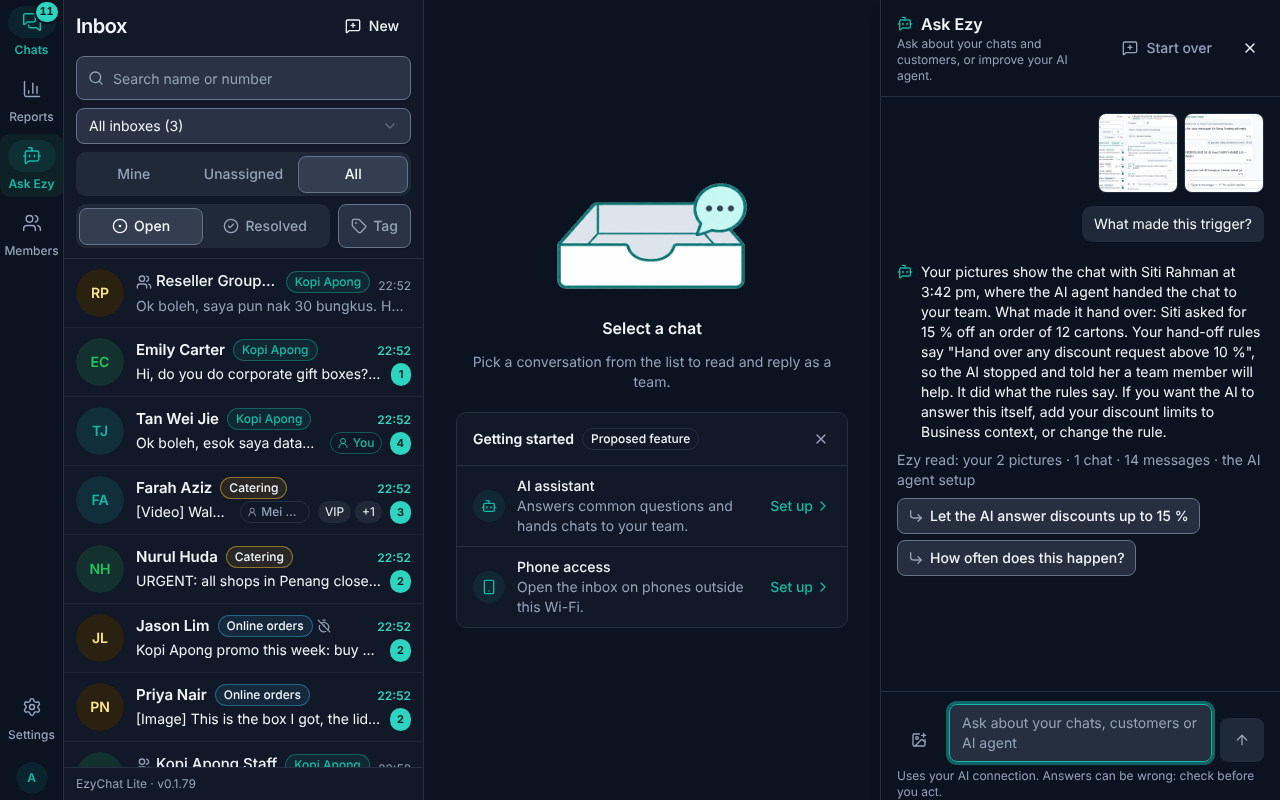 11
Chats
Reports
Ask Ezy
Members
Settings
A
Inbox
New
Search name or number
All inboxes (3)
Mine
Unassigned
All
Open
Resolved
Tag
RP
Reseller Group...
Kopi Apong
22:52
Ok boleh, saya pun nak 30 bungkus. H...
EC
Emily Carter
Kopi Apong
22:52
Hi, do you do corporate gift boxes?...
1
TJ
Tan Wei Jie
Kopi Apong
22:52
Ok boleh, esok saya data...
You
4
FA
Farah Aziz
Catering
22:52
[Video] Wal...
Mei ...
VIP
+1
3
NH
Nurul Huda
Catering
22:52
URGENT: all shops in Penang close...
2
JL
Jason Lim
Online orders
22:52
Kopi Apong promo this week: buy ...
2
PN
Priya Nair
Online orders
22:52
[Image] This is the box I got, the lid...
2
Kopi Apong Staff
Kopi Apong
22:52
EzyChat Lite · v0.1.79
Select a chat
Pick a conversation from the list to read and reply as a
team.
Getting started
Proposed feature
AI assistant
Answers common questions and
hands chats to your team.
Set up
Phone access
Open the inbox on phones outside
this Wi-Fi.
Set up
Ask Ezy
Ask about your chats and
customers, or improve your AI
agent.
Start over
What made this trigger?
Your pictures show the chat with Siti Rahman at
3:42 pm, where the AI agent handed the chat to
your team. What made it hand over: Siti asked for
15 % off an order of 12 cartons. Your hand-off rules
say "Hand over any discount request above 10 %",
so the AI stopped and told her a team member will
help. It did what the rules say. If you want the AI to
answer this itself, add your discount limits to
Business context, or change the rule.
Ezy read: your 2 pictures · 1 chat · 14 messages · the AI
agent setup
Let the AI answer discounts up to 15 %
How often does this happen?
Ask about your chats, customers or
AI agent
Uses your AI connection. Answers can be wrong: check before
you act.